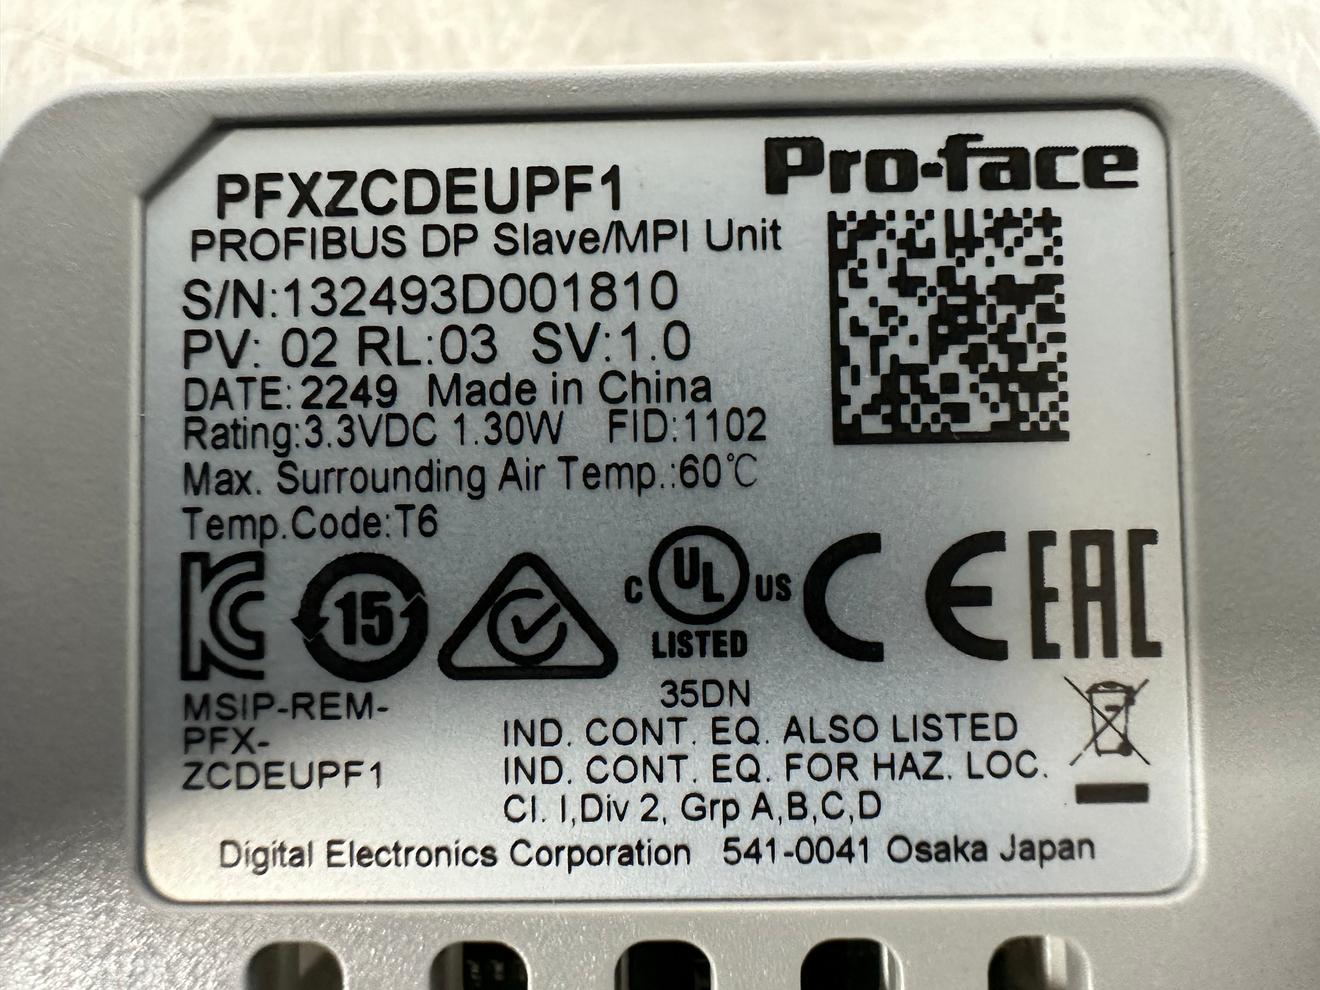 Pro-face
PFXZCDEUPF1
PROFIBUS DP Slave/MPI Unit
S/N:132493D001810
PV: 02 RL:03 SV:1.0
DATE: 2249 Made in China
Rating:3.3VDC 1.30W FID:1102
Max. Surrounding Air Temp.:60℃
Temp.Code:T6
KC 15 C UL US CE EAC
LISTED
35DN
MSIP-REM-
PFX-
ZCDEUPF1
IND. CONT. EQ. ALSO LISTED
IND. CONT. EQ. FOR HAZ. LOC.
Cl. I,Div 2, Grp A,B,C,D
Digital Electronics Corporation 541-0041 Osaka Japan